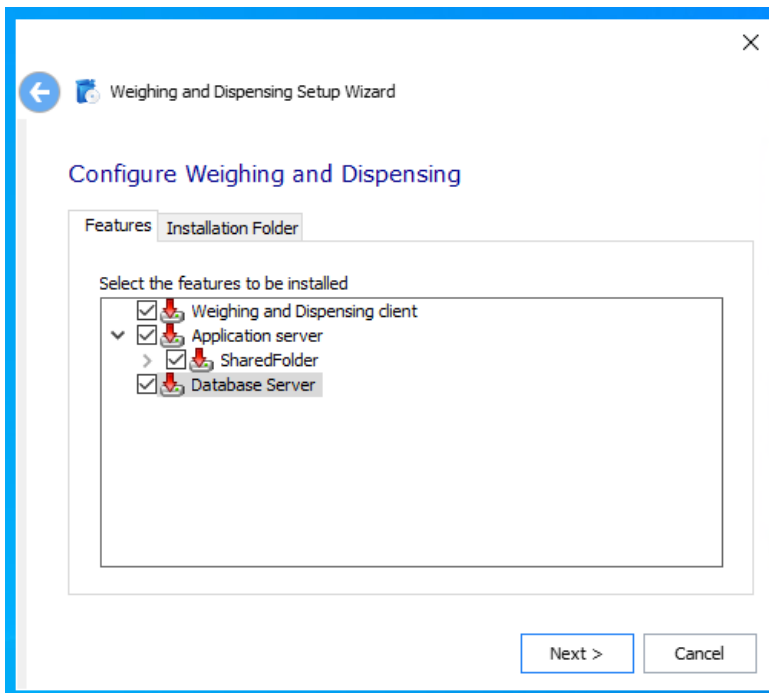 Weighing and Dispensing Setup Wizard
Configure Weighing and Dispensing
Features Installation Folder
Select the features to be installed
Weighing and Dispensing client
Application server
SharedFolder
Database Server
Next > Cancel